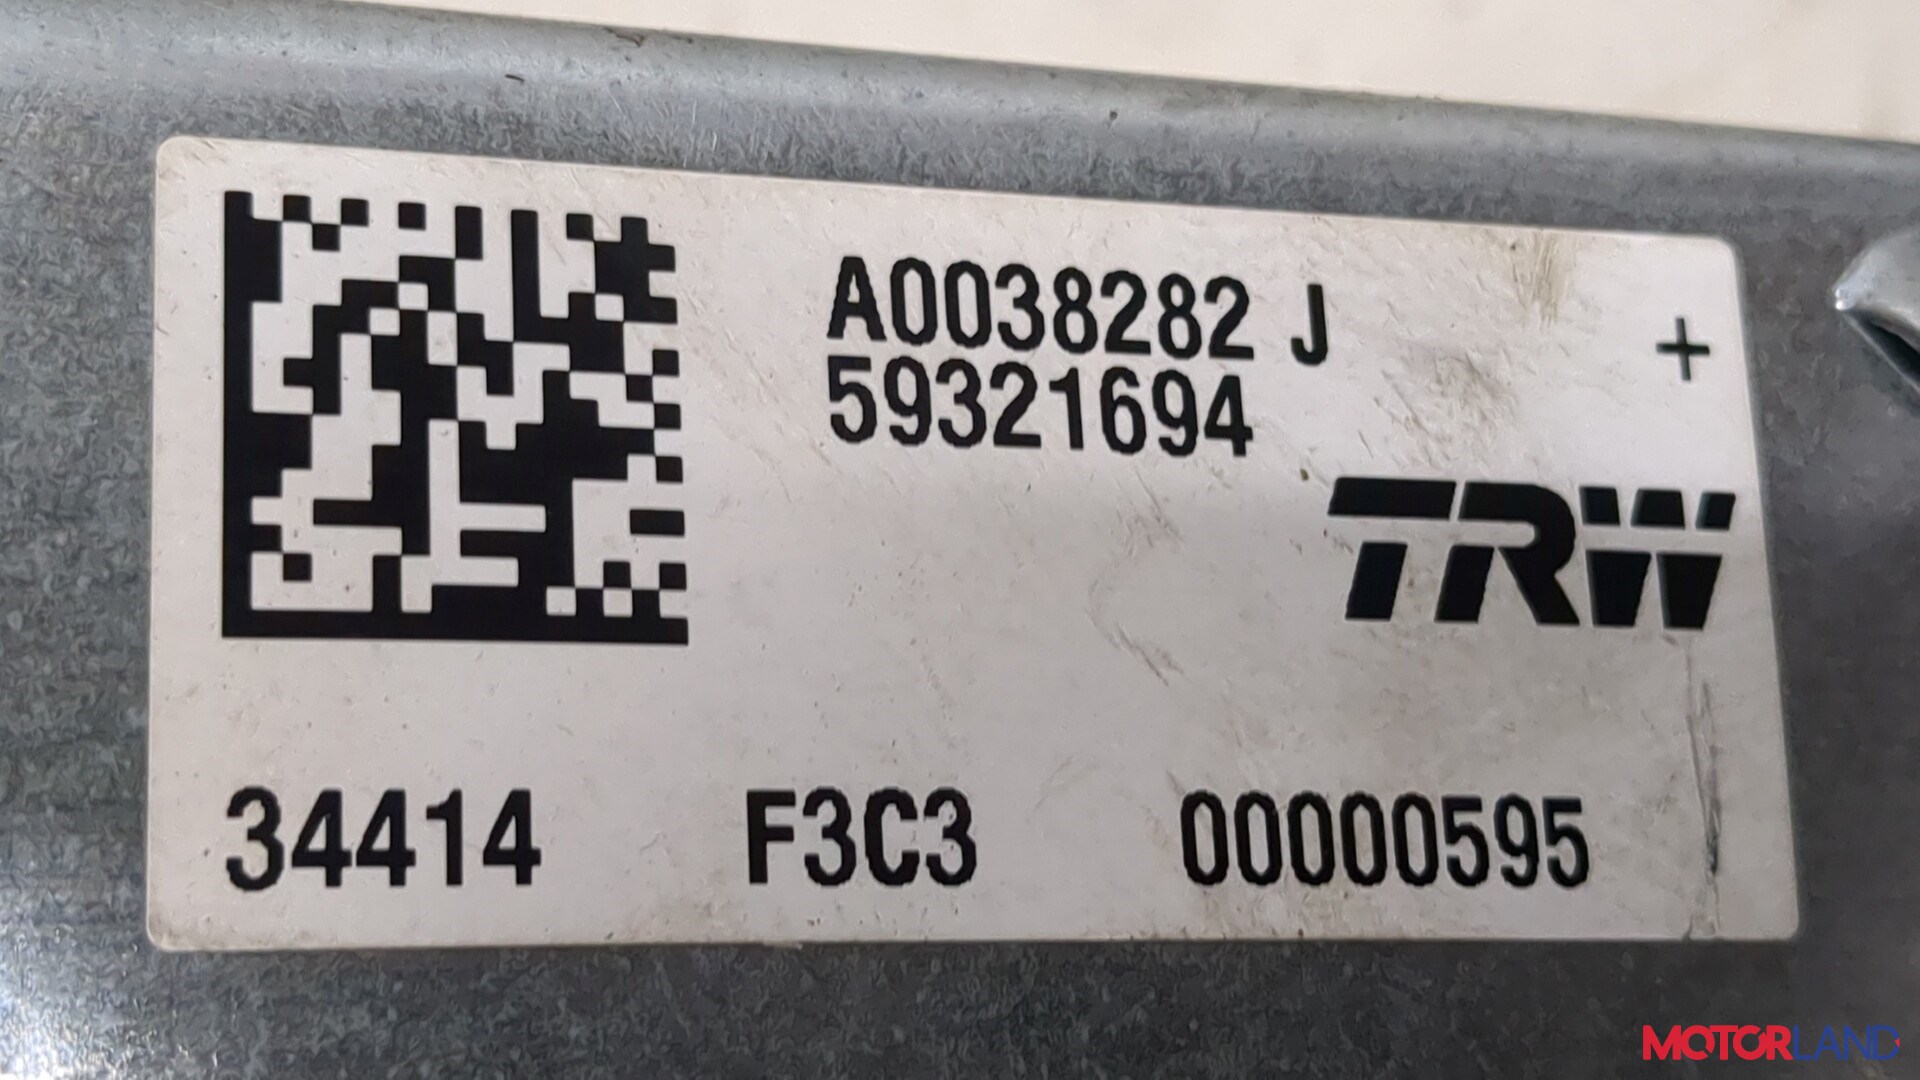 A0038282 J
59321694
+
TRW
34414 F3C3 00000595
MOTORLAND